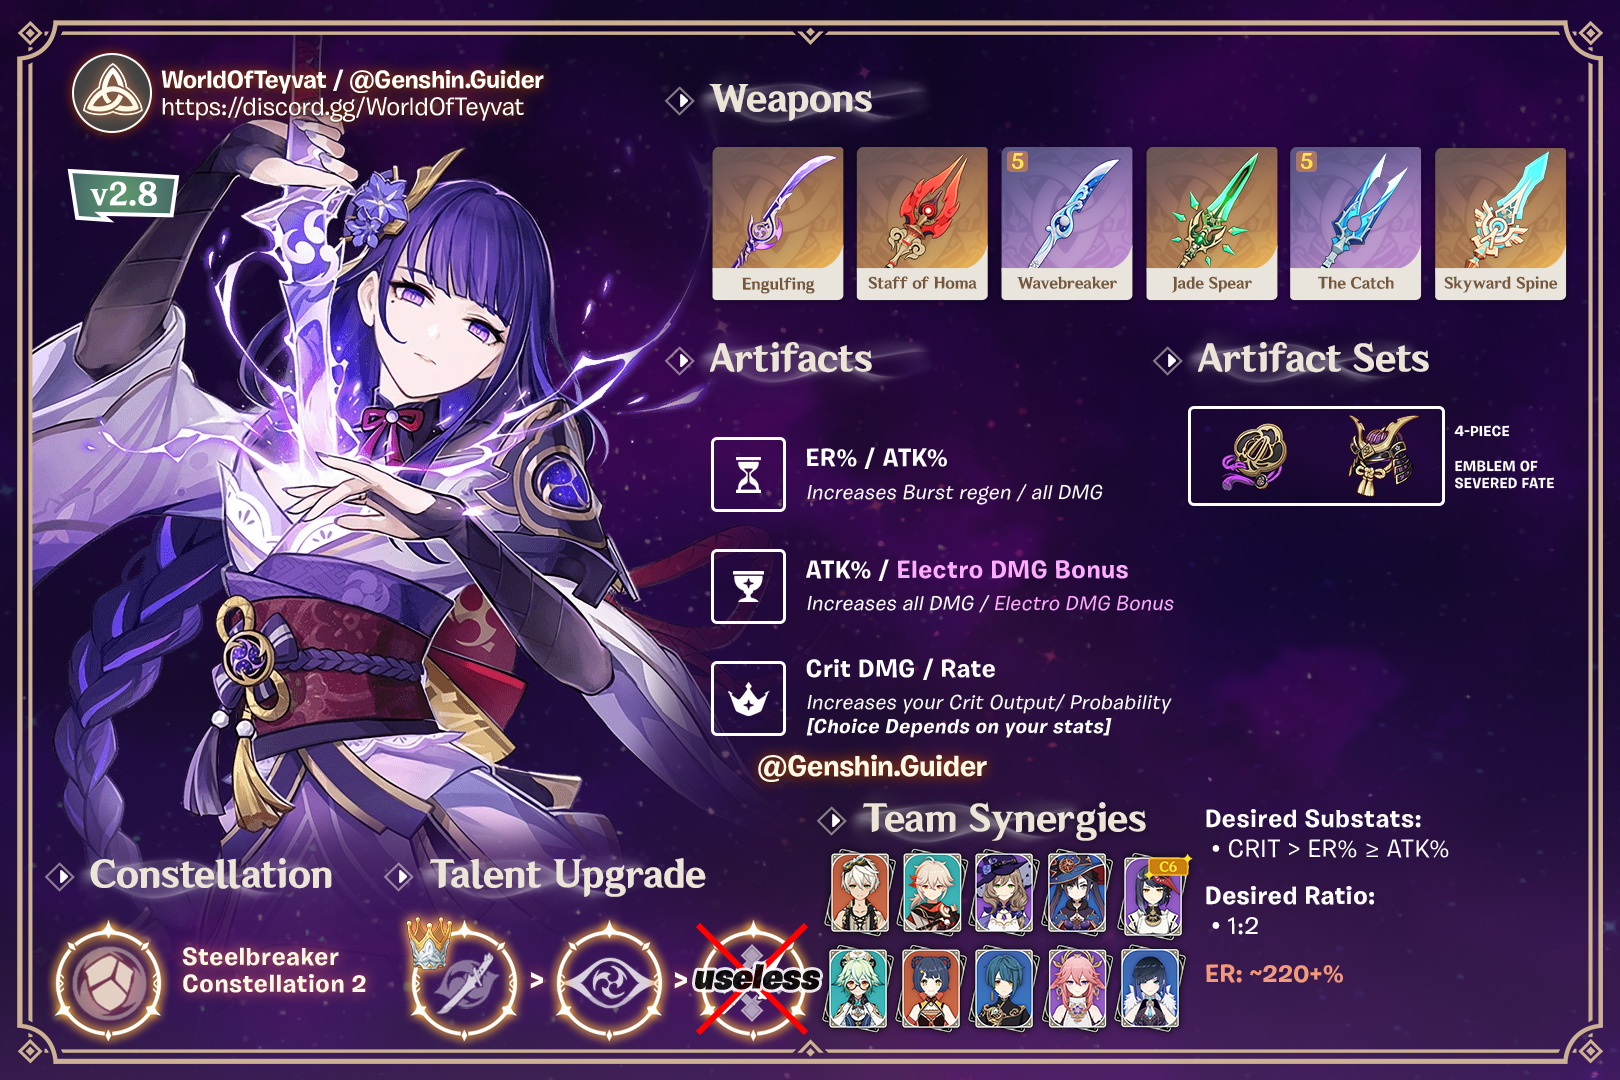 WorldOfTeyvat / @Genshin.Guider
https://discord.gg/WorldOfTeyvat
v2.8
Weapons
5
5
Engulfing
Staff of Homa
Wavebreaker
Jade Spear
The Catch
Skyward Spine
Artifacts
ER% / ATK%
Increases Burst regen / all DMG
ATK% / Electro DMG Bonus
Increases all DMG / Electro DMG Bonus
Crit DMG / Rate
Increases your Crit Output/ Probability
[Choice Depends on your stats]
@Genshin.Guider
Artifact Sets
4-PIECE
EMBLEM OF
SEVERED FATE
Constellation
Steelbreaker
Constellation 2
Talent Upgrade
> > useless
Team Synergies
C6
Desired Substats:
• CRIT > ER% ≥ ATK%
Desired Ratio:
• 1:2
ER: ~220+%